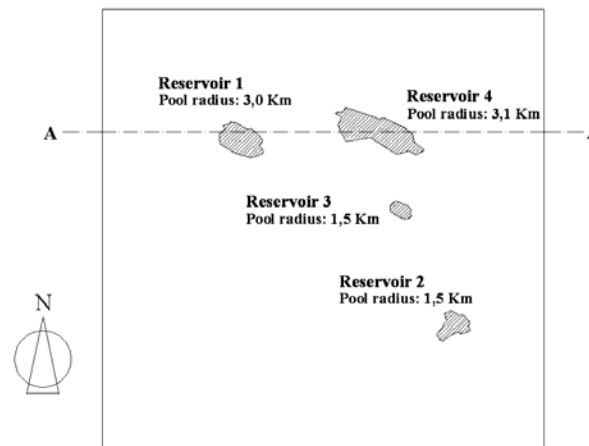 Reservoir 1
Pool radius: 3,0 Km
Reservoir 4
Pool radius: 3,1 Km
A
Reservoir 3
Pool radius: 1,5 Km
Reservoir 2
Pool radius: 1,5 Km
N